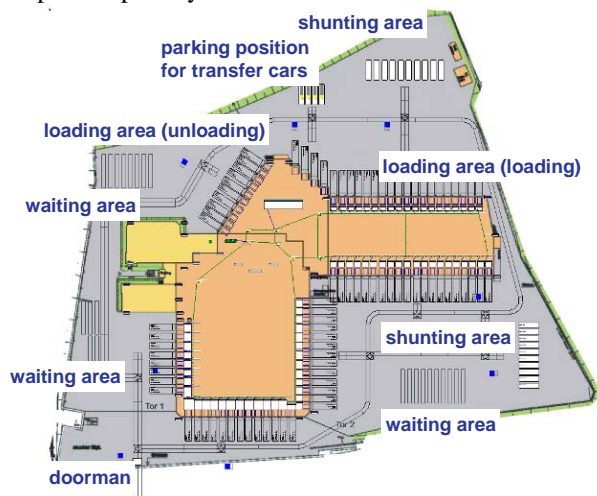 shunting area
parking position
for transfer cars
loading area (unloading)
loading area (loading)
waiting area
shunting area
waiting area
waiting area
Tor 1
Tor 2
doorman